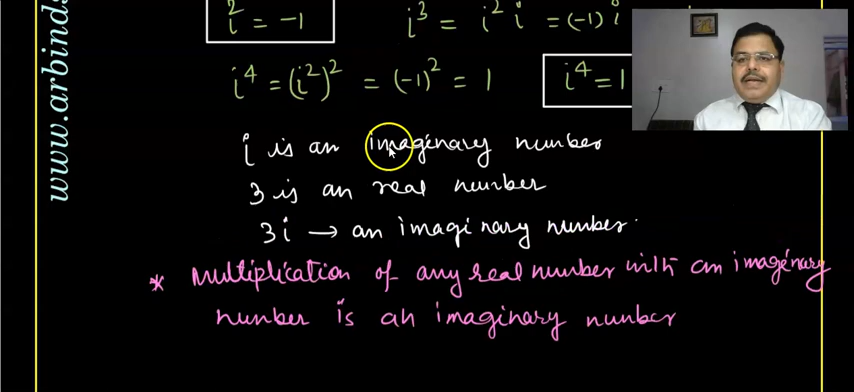 i² = -1 i³ = i² i = (-1) i
i⁴ = (i²)² = (-1)² = 1 i⁴ = 1
i is an imaginary number
3 is an real number
3i → an imaginary number.
* Multiplication of any real number with an imaginary
number is an imaginary number
www.arbinds